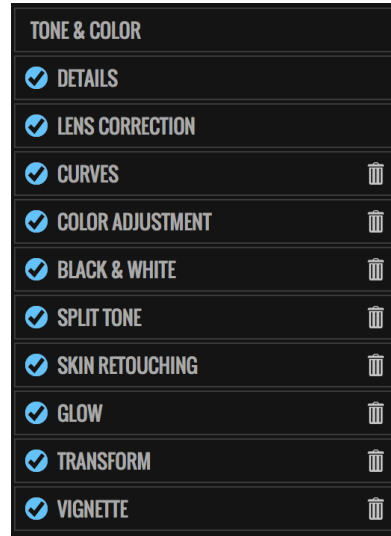 TONE & COLOR
DETAILS
LENS CORRECTION
CURVES
COLOR ADJUSTMENT
BLACK & WHITE
SPLIT TONE
SKIN RETOUCHING
GLOW
TRANSFORM
VIGNETTE